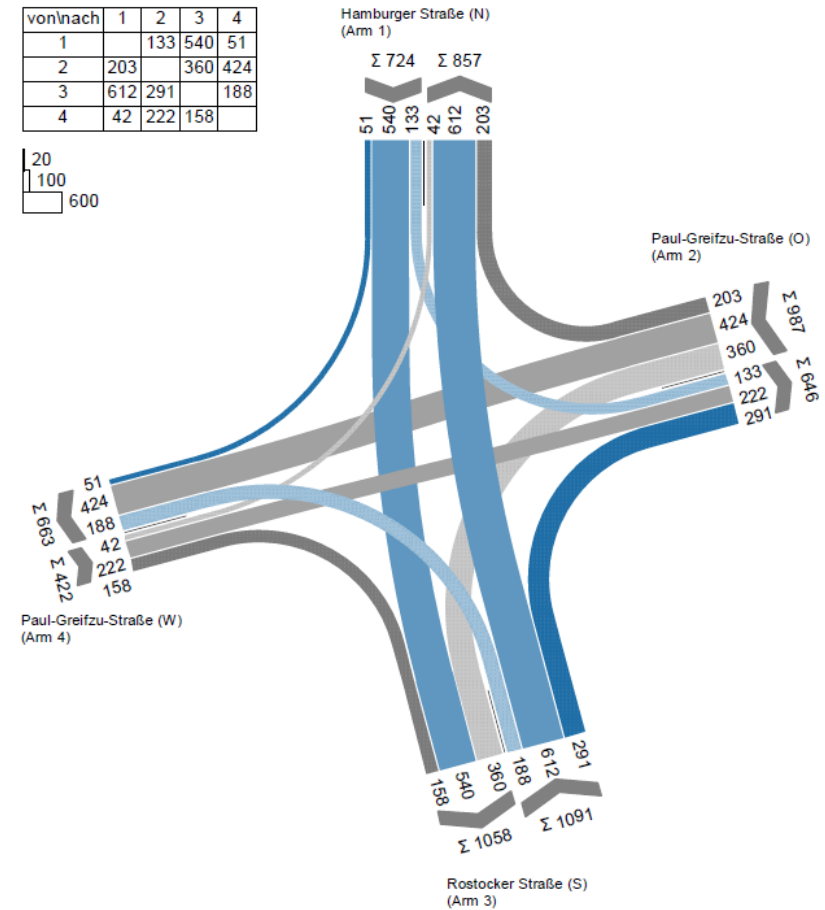 von\nach 1 2 3 4
1 133 540 51
2 203 360 424
3 612 291 188
4 42 222 158
20
100
600
Hamburger Straße (N)
(Arm 1)
Σ 724 Σ 857
51 540 133 42 612 203
Paul-Greifzu-Straße (O)
(Arm 2)
203
424
360
Σ 987
133
222
291
Σ 646
51
424
188
Σ 663
42
222
158
Σ 422
Paul-Greifzu-Straße (W)
(Arm 4)
158 540 360 188 612 291
Σ 1058 Σ 1091
Rostocker Straße (S)
(Arm 3)